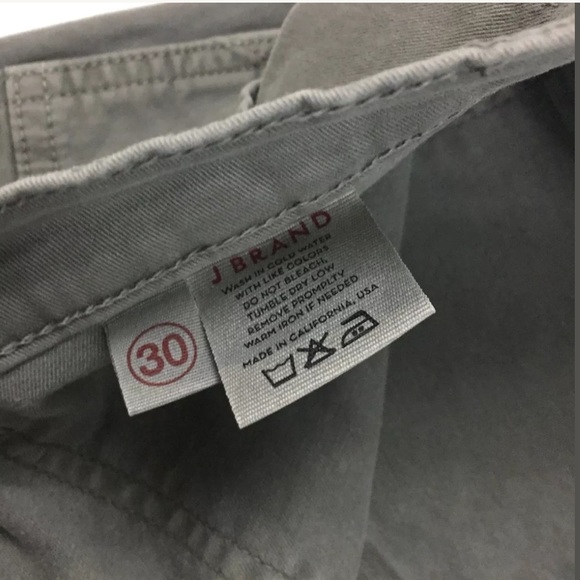 J BRAND
WASH IN COLD WATER
WITH LIKE COLORS
DO NOT BLEACH,
TUMBLE DRY LOW
REMOVE PROMPTLY
WARM IRON IF NEEDED
MADE IN CALIFORNIA, USA
30